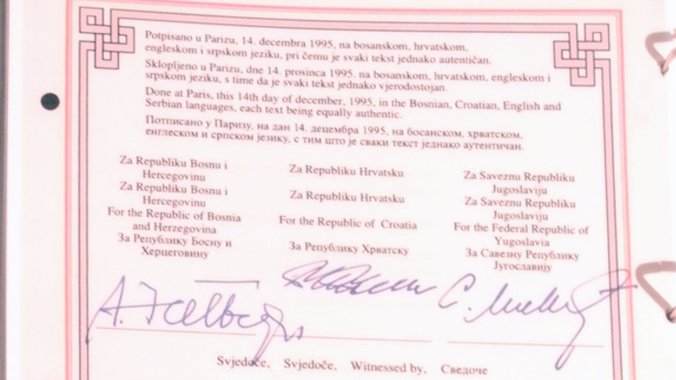 Potpisano u Parizu, 14. decembra 1995, na bosanskom, hrvatskom,
engleskom i srpskom jeziku, pri čemu je svaki tekst jednako autentičan.
Sklopljeno u Parizu, dne 14. prosinca 1995, na bosanskom, hrvatskom, engleskom i
srpskom jeziku, s time da je svaki tekst jednako vjerodostojan.
Done at Paris, this 14th day of december, 1995, in the Bosnian, Croatian, English and
Serbian languages, each text being equally authentic.
Потписано у Паризу, на дан 14. децембра 1995, на босанском, хрватском,
енглеском и српском језику, с тим што је сваки текст једнако аутентичан.
Za Republiku Bosnu i
Hercegovinu
Za Republiku Bosnu i
Hercegovinu
For the Republic of Bosnia
and Herzegovina
За Републику Босну и
Херцеговину
Za Republiku Hrvatsku
Za Republiku Hrvatsku
For the Republic of Croatia
За Републику Хрватску
Za Saveznu Republiku
Jugoslaviju
Za Saveznu Republiku
Jugoslaviju
For the Federal Republic of
Yugoslavia
За Савезну Републику
Југославију
Svjedoče, Svjedoče, Witnessed by, Сведоче